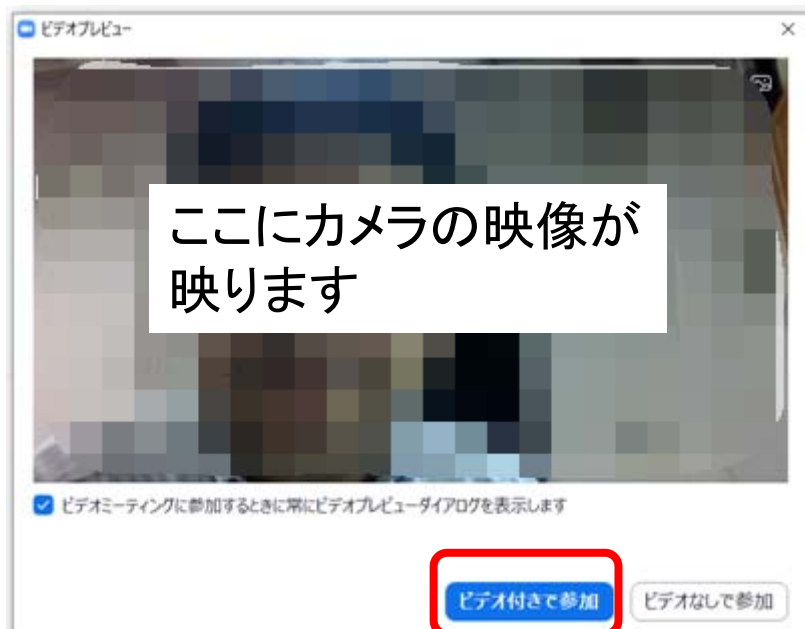 ビデオプレビュー
ここにカメラの映像が
映ります
ビデオミーティングに参加するときに常にビデオプレビューダイアログを表示します
ビデオ付きで参加
ビデオなしで参加